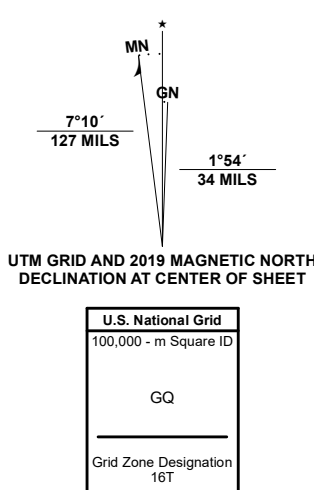 ★
MN
GN
7°10´
127 MILS
1°54´
34 MILS
UTM GRID AND 2019 MAGNETIC NORTH
DECLINATION AT CENTER OF SHEET
U.S. National Grid
100,000 - m Square ID
GQ
Grid Zone Designation
16T